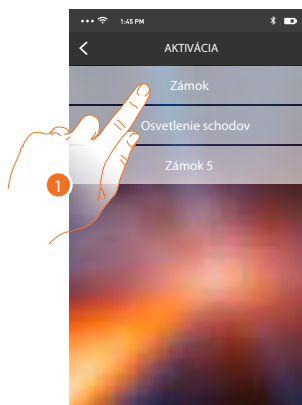 1:45 PM
AKTIVÁCIA
Zámok
Osvetlenie schodov
Zámok 5
1